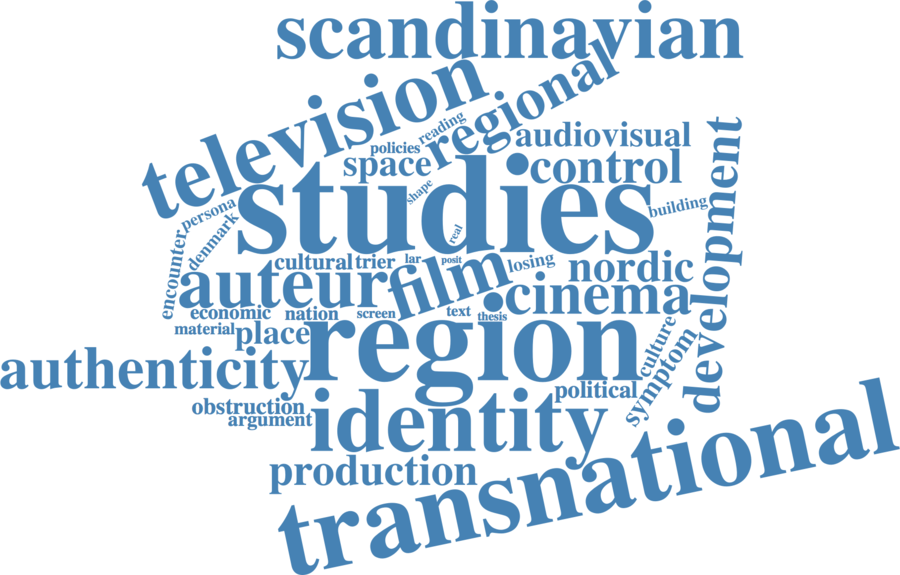 scandinavian
television
regional
reading
policies
audiovisual
space
control
shape
studies
development
persona
building
denmark
real
encounter
cultural
trier
lar
posit
losing
nordic
auteur
film
cinema
economic
nation
screen
text
thesis
material
place
region
culture
authenticity
symptom
political
obstruction
argument
identity
production
transnational